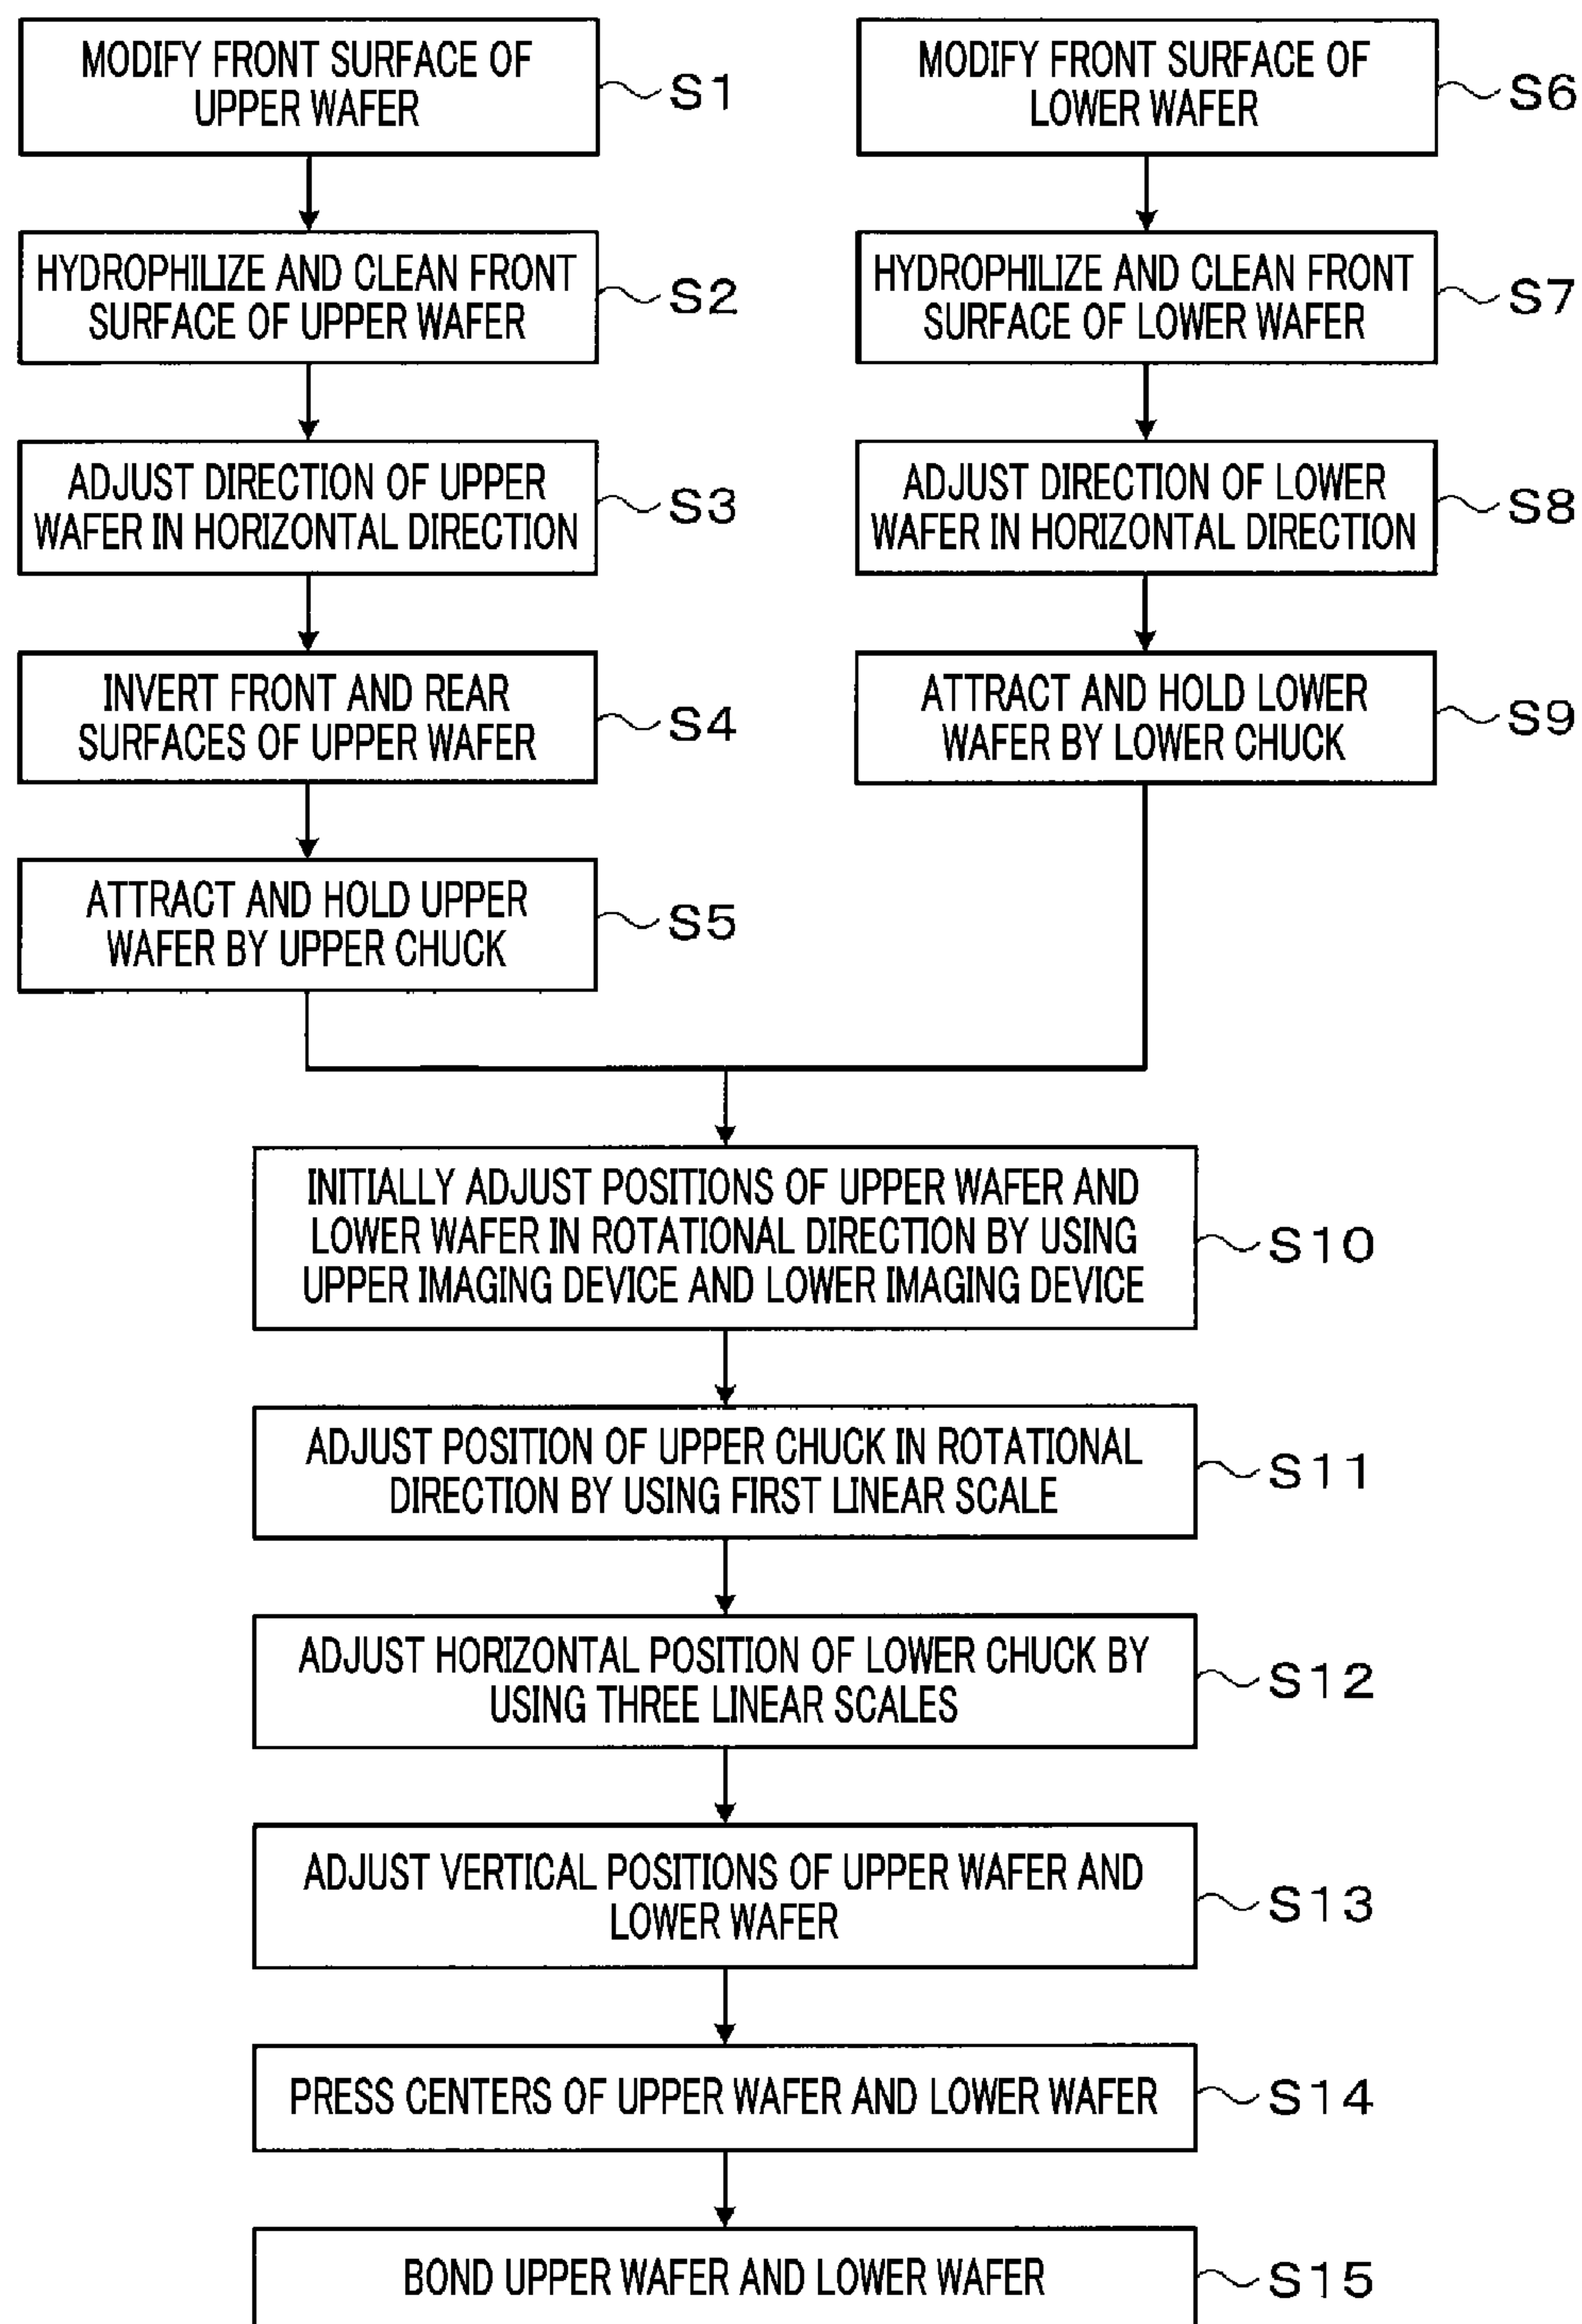 MODIFY FRONT SURFACE OF
UPPER WAFER
S1
HYDROPHILIZE AND CLEAN FRONT
SURFACE OF UPPER WAFER
S2
ADJUST DIRECTION OF UPPER
WAFER IN HORIZONTAL DIRECTION
S3
INVERT FRONT AND REAR
SURFACES OF UPPER WAFER
S4
ATTRACT AND HOLD UPPER
WAFER BY UPPER CHUCK
S5
MODIFY FRONT SURFACE OF
LOWER WAFER
S6
HYDROPHILIZE AND CLEAN FRONT
SURFACE OF LOWER WAFER
S7
ADJUST DIRECTION OF LOWER
WAFER IN HORIZONTAL DIRECTION
S8
ATTRACT AND HOLD LOWER
WAFER BY LOWER CHUCK
S9
INITIALLY ADJUST POSITIONS OF UPPER WAFER AND
LOWER WAFER IN ROTATIONAL DIRECTION BY USING
UPPER IMAGING DEVICE AND LOWER IMAGING DEVICE
S10
ADJUST POSITION OF UPPER CHUCK IN ROTATIONAL
DIRECTION BY USING FIRST LINEAR SCALE
S11
ADJUST HORIZONTAL POSITION OF LOWER CHUCK BY
USING THREE LINEAR SCALES
S12
ADJUST VERTICAL POSITIONS OF UPPER WAFER AND
LOWER WAFER
S13
PRESS CENTERS OF UPPER WAFER AND LOWER WAFER
S14
BOND UPPER WAFER AND LOWER WAFER
S15